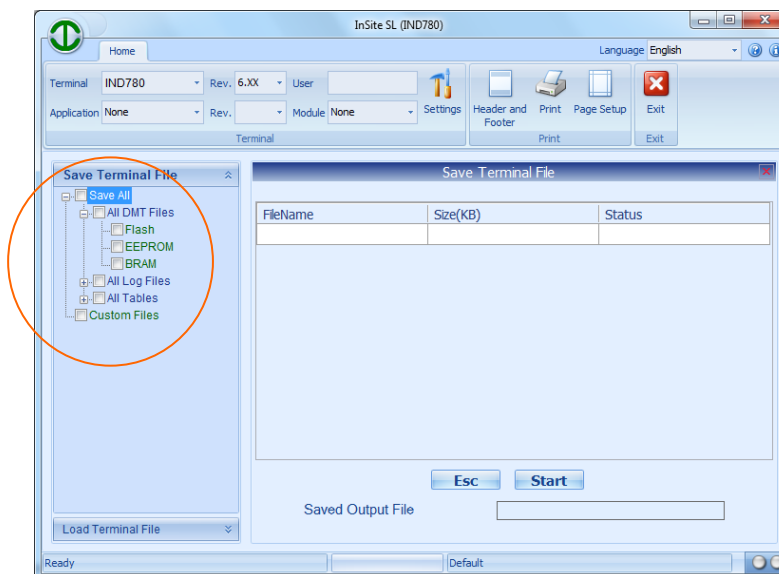 InSite SL (IND780)
Home
Language English
Terminal IND780 Rev. 6.XX User
Application None Rev. Module None
Settings
Header and Footer
Print
Page Setup
Exit
Terminal
Print
Exit
Save Terminal File
Save All
All DMT Files
Flash
EEPROM
BRAM
All Log Files
All Tables
Custom Files
Load Terminal File
Save Terminal File
FileName Size(KB) Status
Esc Start
Saved Output File
Ready Default